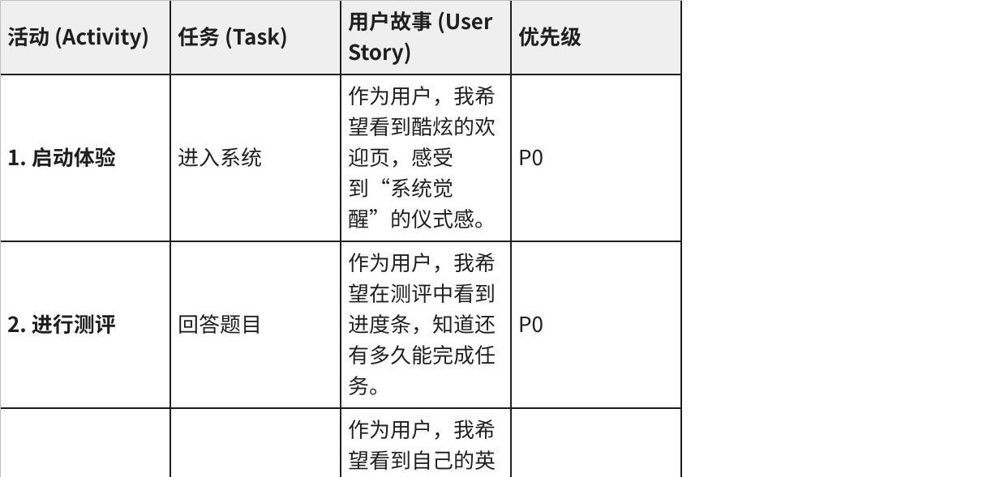 活动 (Activity)
任务 (Task)
用户故事 (User
Story)
优先级
1. 启动体验
进入系统
作为用户，我希
望看到酷炫的欢
迎页，感受
到“系统觉
醒”的仪式感。
P0
2. 进行测评
回答题目
作为用户，我希
望在测评中看到
进度条，知道还
有多久能完成任
务。
P0
作为用户，我希
望看到自己的英